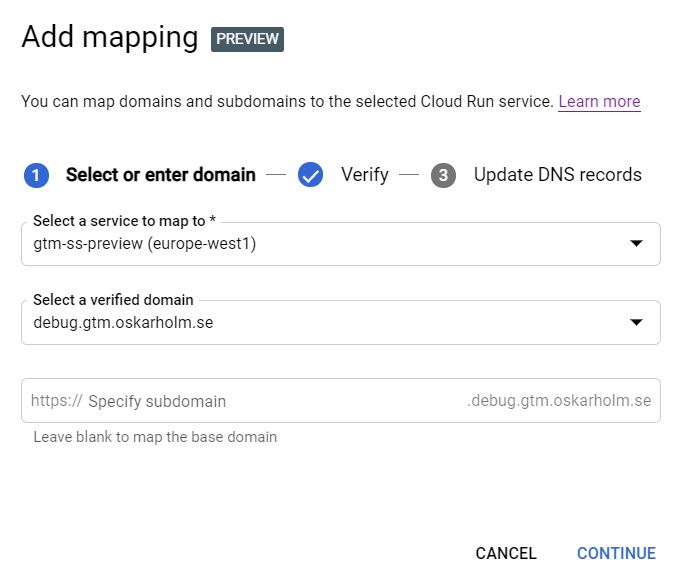 Add mapping PREVIEW
You can map domains and subdomains to the selected Cloud Run service. Learn more
1 Select or enter domain Verify 3 Update DNS records
Select a service to map to *
gtm-ss-preview (europe-west1)
Select a verified domain
debug.gtm.oskarholm.se
https:// Specify subdomain .debug.gtm.oskarholm.se
Leave blank to map the base domain
CANCEL CONTINUE